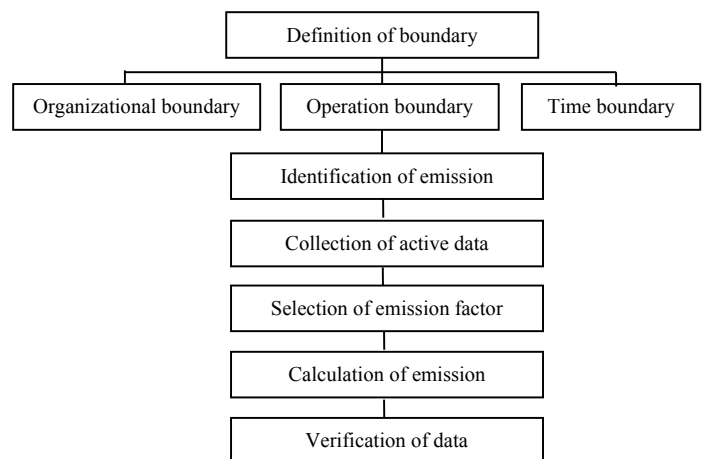 Definition of boundary
Organizational boundary
Operation boundary
Time boundary
Identification of emission
Collection of active data
Selection of emission factor
Calculation of emission
Verification of data